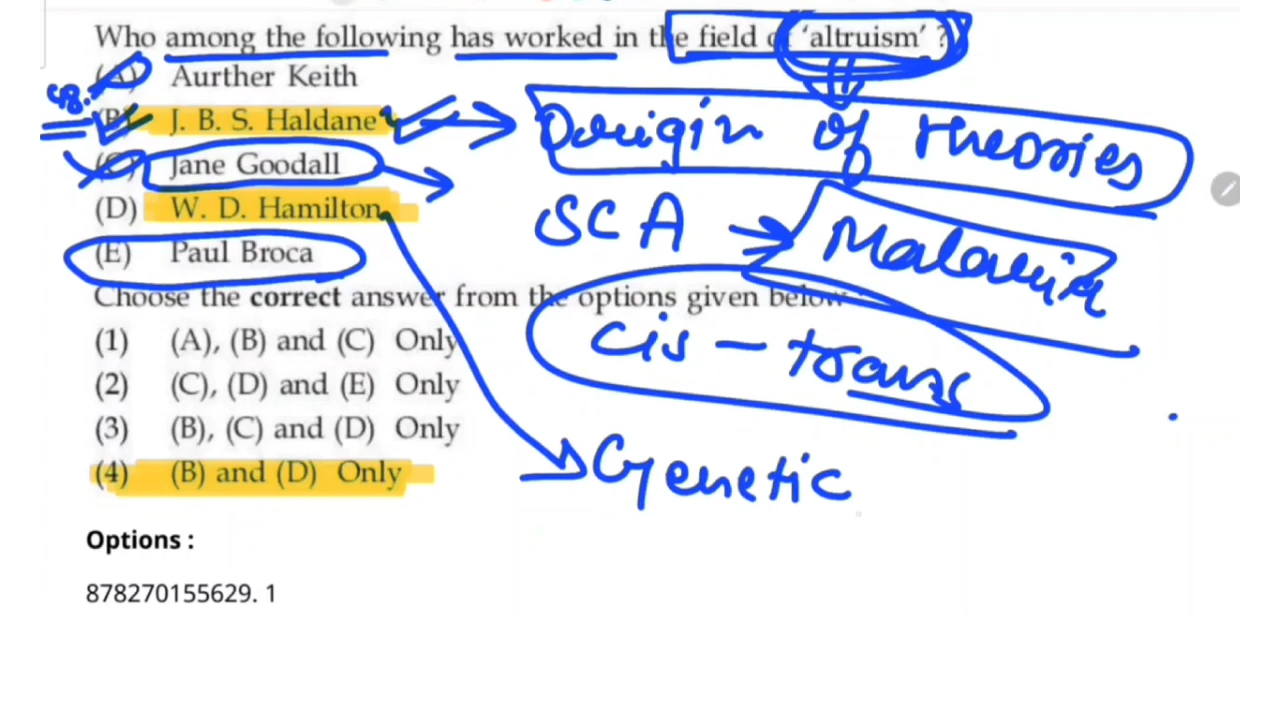 Who among the following has worked in the field of 'altruism' ?
(A) Aurther Keith
48.
(B) J. B. S. Haldane
Origin of theories
(C) Jane Goodall
(D) W. D. Hamilton
SCA → Malaria
(E) Paul Broca
Choose the correct answer from the options given below :
cis - trans
(1) (A), (B) and (C) Only
(2) (C), (D) and (E) Only
(3) (B), (C) and (D) Only
(4) (B) and (D) Only
Genetic
Options :
878270155629. 1